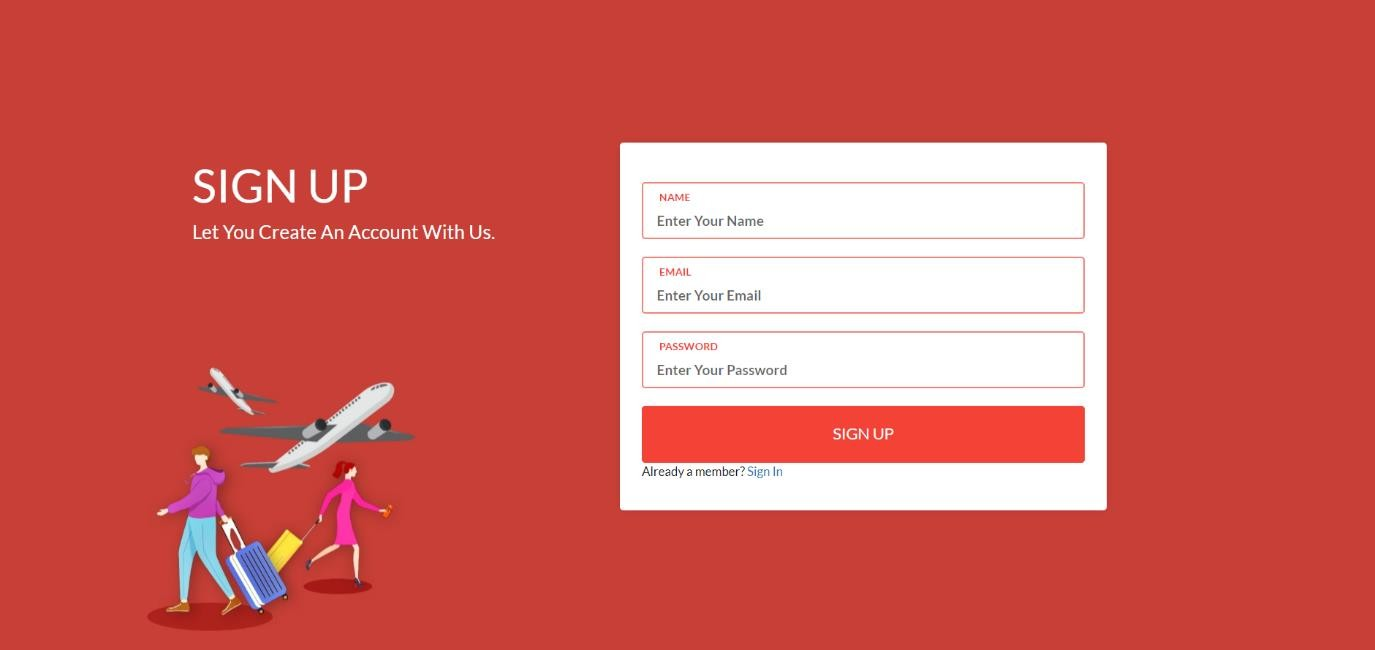 SIGN UP
Let You Create An Account With Us.
NAME
Enter Your Name
EMAIL
Enter Your Email
PASSWORD
Enter Your Password
SIGN UP
Already a member? Sign In